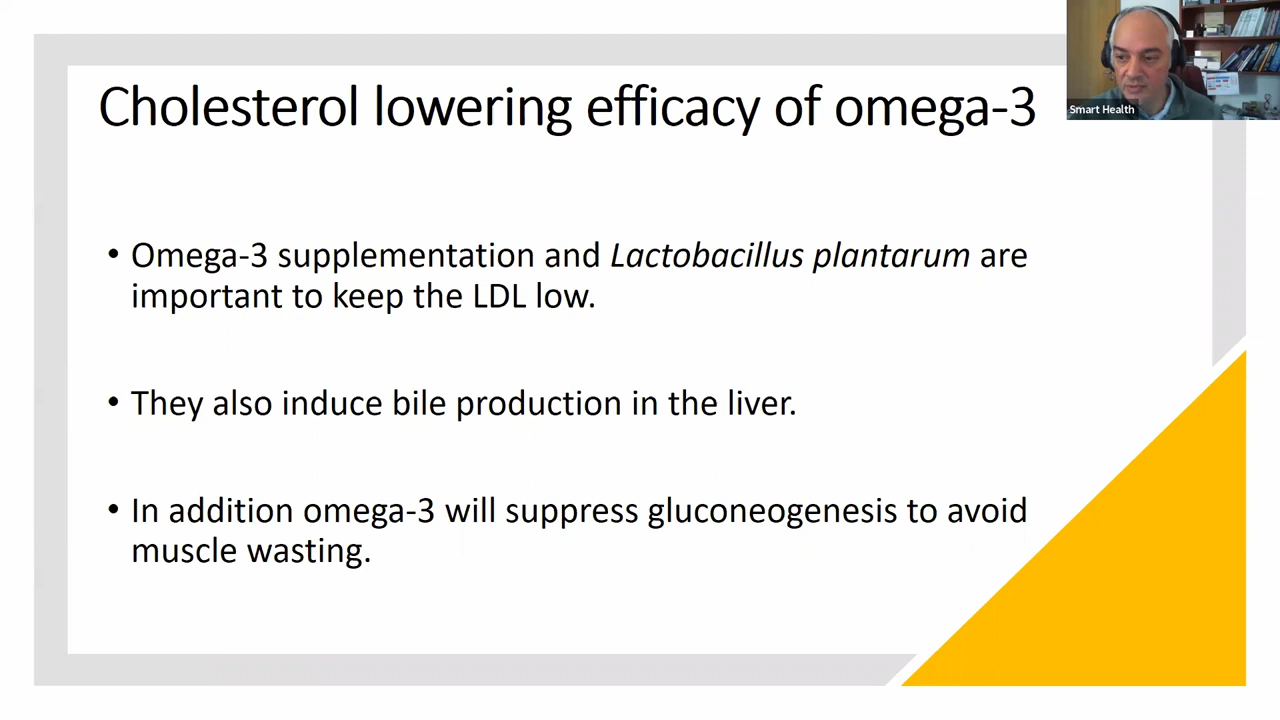 Cholesterol lowering efficacy of omega-3
Smart Health
• Omega-3 supplementation and Lactobacillus plantarum are
important to keep the LDL low.
• They also induce bile production in the liver.
• In addition omega-3 will suppress gluconeogenesis to avoid
muscle wasting.